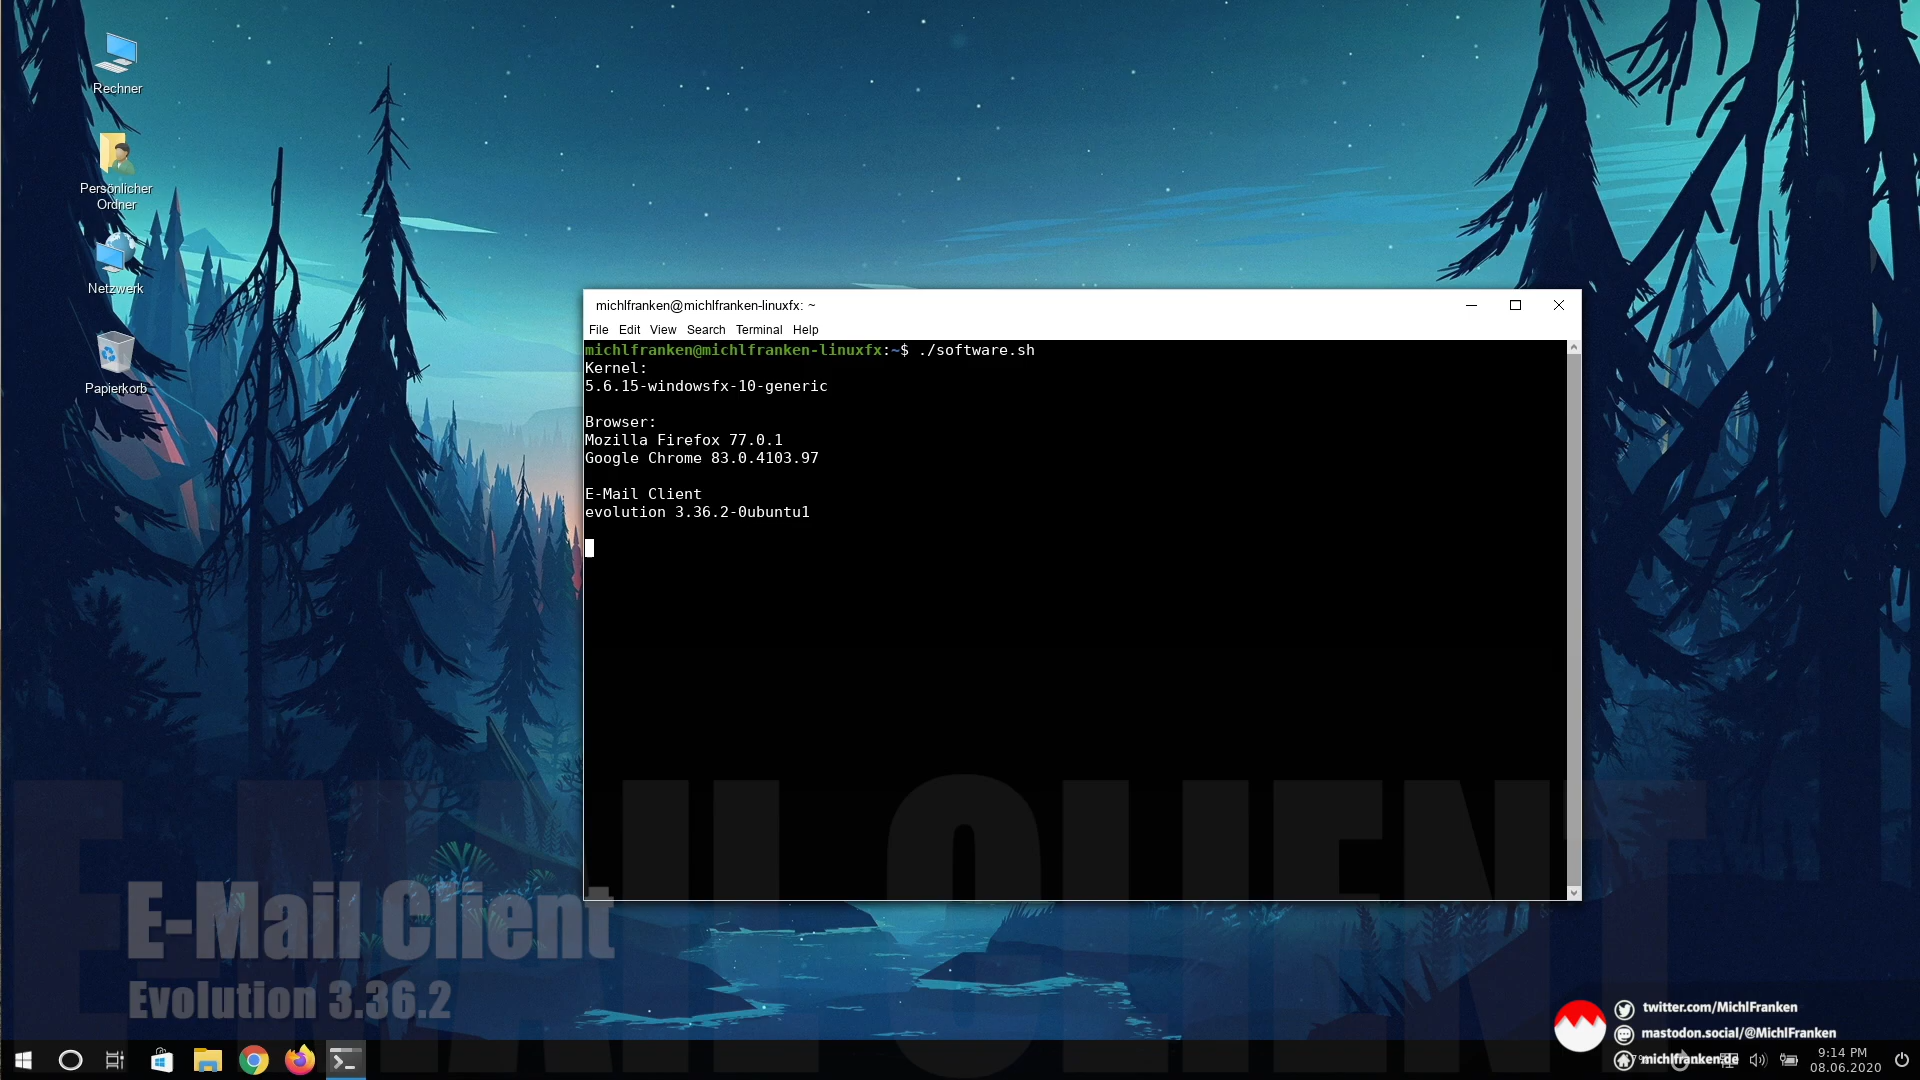 Rechner
Persönlicher
Ordner
Netzwerk
Papierkorb
michlfranken@michlfranken-linuxfx: ~
File Edit View Search Terminal Help
michlfranken@michlfranken-linuxfx:~$ ./software.sh
Kernel:
5.6.15-windowsfx-10-generic
Browser:
Mozilla Firefox 77.0.1
Google Chrome 83.0.4103.97
E-Mail Client
evolution 3.36.2-0ubuntu1
E-MAIL CLIENT
E-Mail Client
Evolution 3.36.2
twitter.com/MichlFranken
mastodon.social/@MichlFranken
michlfranken.de
9:14 PM
08.06.2020